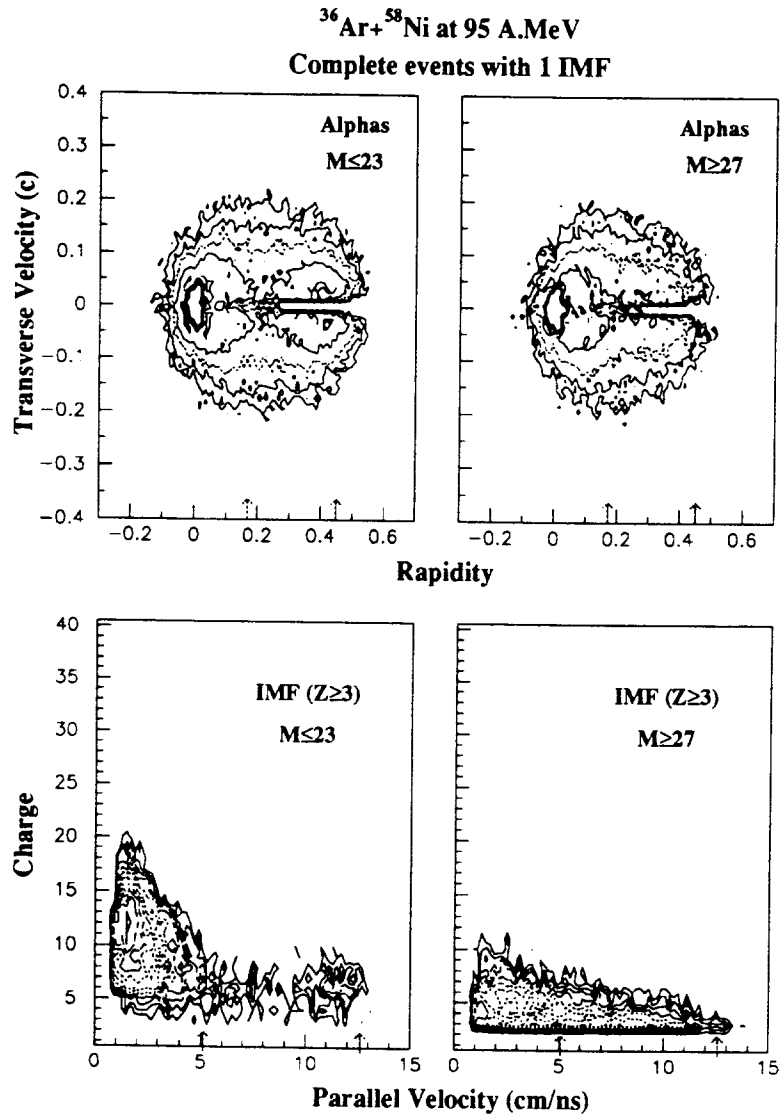 ³⁶Ar+⁵⁸Ni at 95 A.MeV
Complete events with 1 IMF
Transverse Velocity (c)
0.4
0.3
0.2
0.1
0
−0.1
−0.2
−0.3
−0.4
Alphas
M≤23
Alphas
M≥27
−0.2 0 0.2 0.4 0.6
−0.2 0 0.2 0.4 0.6
Rapidity
Charge
40
35
30
25
20
15
10
5
IMF (Z≥3)
M≤23
IMF (Z≥3)
M≥27
0 5 10 15
0 5 10 15
Parallel Velocity (cm/ns)